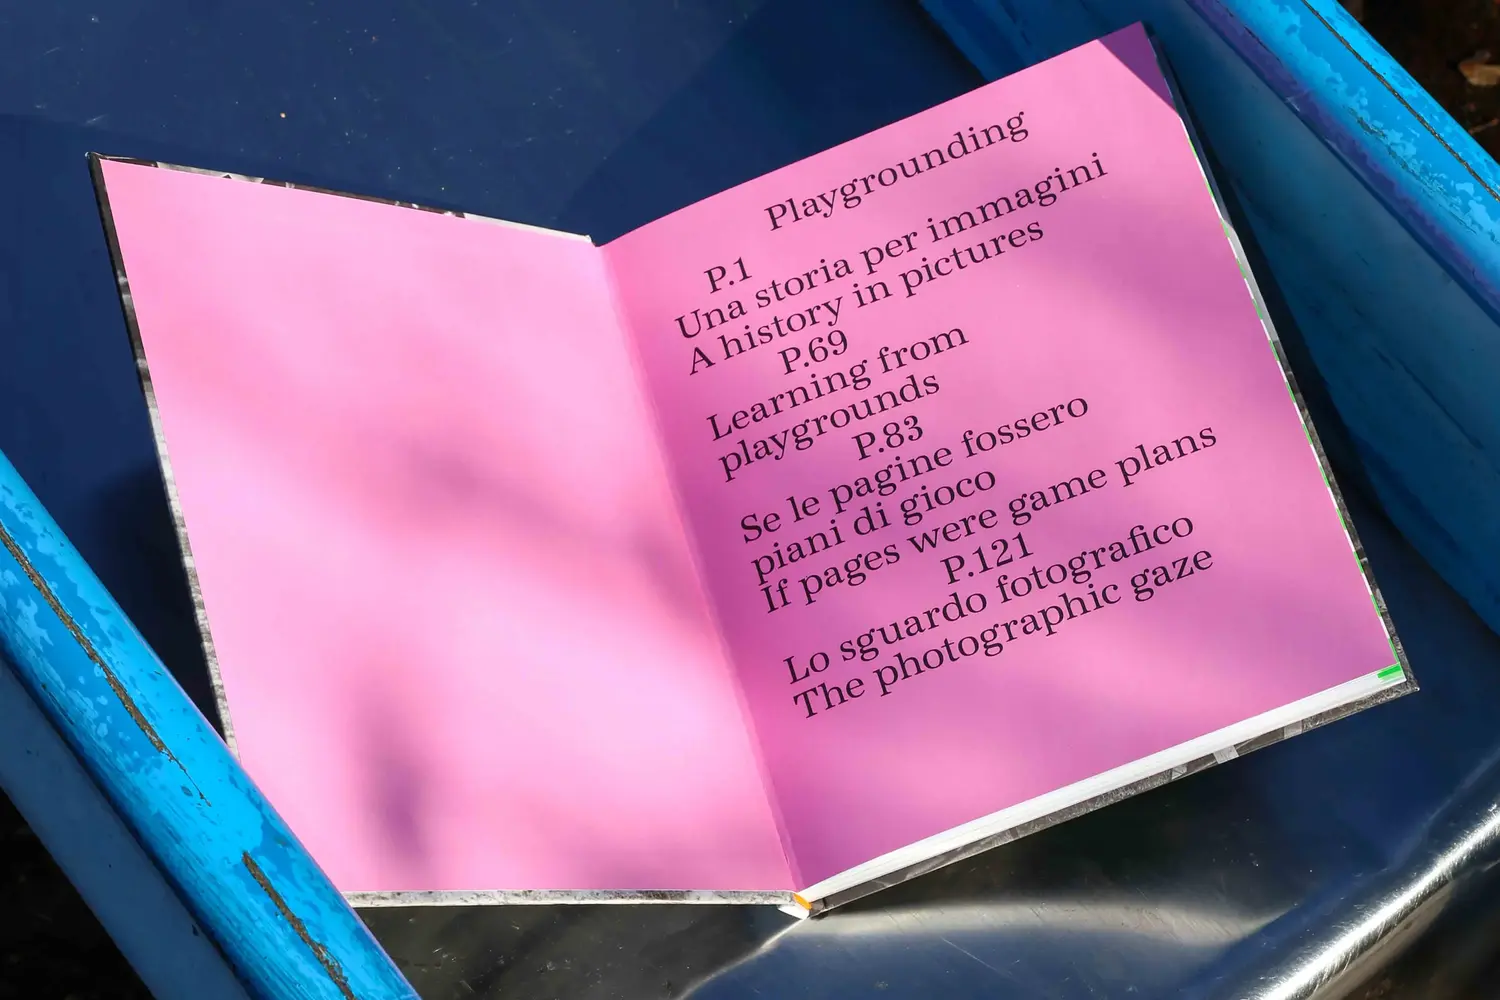 Playgrounding
P.1
Una storia per immagini
A history in pictures
P.69
Learning from
playgrounds
P.83
Se le pagine fossero
piani di gioco
If pages were game plans
P.121
Lo sguardo fotografico
The photographic gaze